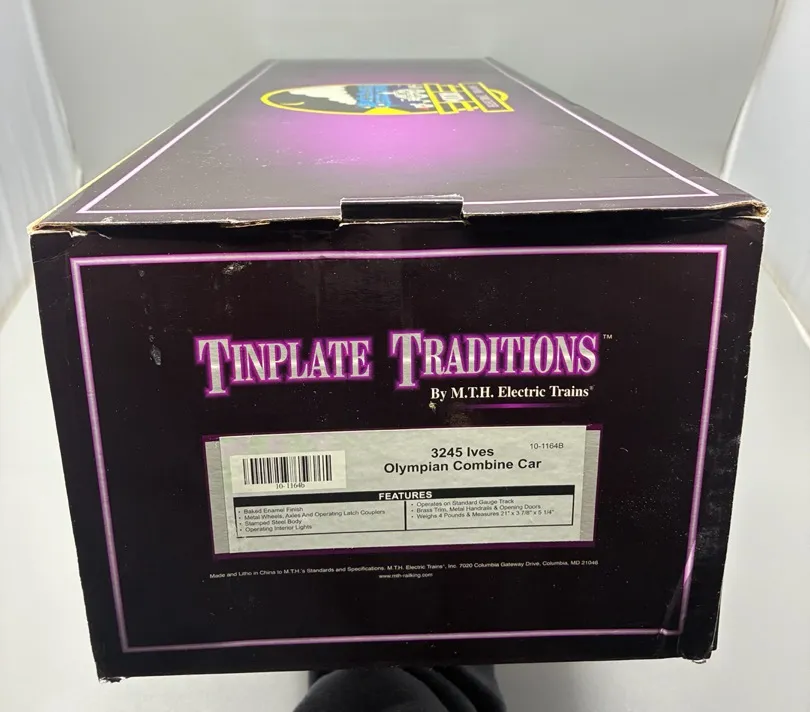 TINPLATE TRADITIONS™
By M.T.H. Electric Trains®
3245 Ives
10-1164B
Olympian Combine Car
10-1164b
FEATURES
• Baked Enamel Finish
• Metal Wheels, Axles And Operating Latch Couplers
• Stamped Steel Body
• Operating Interior Lights
• Operates on Standard Gauge Track
• Brass Trim, Metal Handrails & Opening Doors
• Weighs 4 Pounds & Measures 21" x 3 7/8" x 5 1/4"
Made and Litho in China to M.T.H.'s Standards and Specifications. M.T.H. Electric Trains®, Inc. 7020 Columbia Gateway Drive, Columbia, MD 21046
www.mth-railking.com